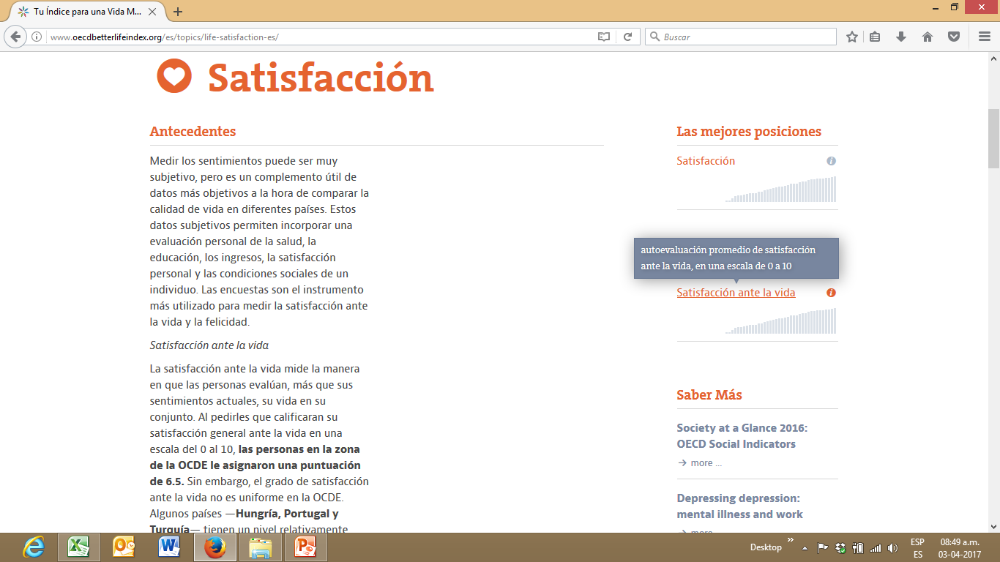 Tu Índice para una Vida M...
www.oecdbetterlifeindex.org/es/topics/life-satisfaction-es/
Buscar
Satisfacción
Antecedentes
Medir los sentimientos puede ser muy
subjetivo, pero es un complemento útil de
datos más objetivos a la hora de comparar la
calidad de vida en diferentes países. Estos
datos subjetivos permiten incorporar una
evaluación personal de la salud, la
educación, los ingresos, la satisfacción
personal y las condiciones sociales de un
individuo. Las encuestas son el instrumento
más utilizado para medir la satisfacción ante
la vida y la felicidad.
Satisfacción ante la vida
La satisfacción ante la vida mide la manera
en que las personas evalúan, más que sus
sentimientos actuales, su vida en su
conjunto. Al pedirles que calificaran su
satisfacción general ante la vida en una
escala del 0 al 10, las personas en la zona
de la OCDE le asignaron una puntuación
de 6.5. Sin embargo, el grado de satisfacción
ante la vida no es uniforme en la OCDE.
Algunos países —Hungría, Portugal y
Turquía— tienen un nivel relativamente
Las mejores posiciones
Satisfacción
autoevaluación promedio de satisfacción
ante la vida, en una escala de 0 a 10
Satisfacción ante la vida
Saber Más
Society at a Glance 2016:
OECD Social Indicators
→ more ...
Depressing depression:
mental illness and work
→ more ...
Desktop
ESP
ES
08:49 a.m.
03-04-2017